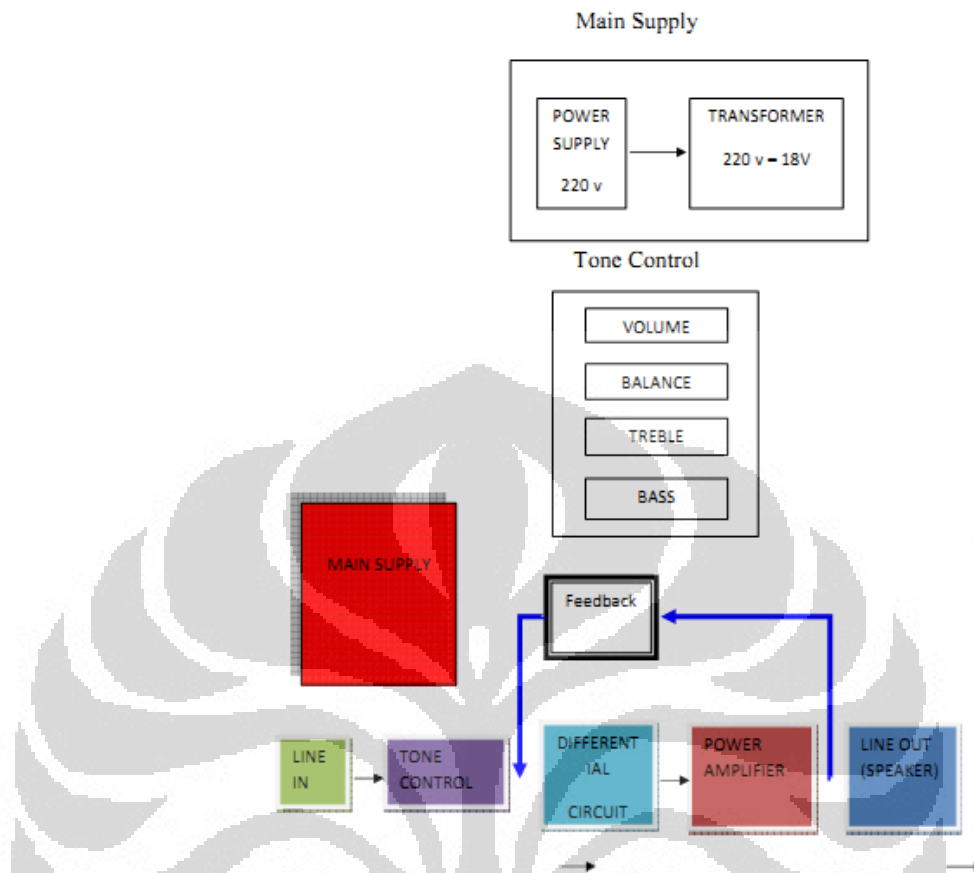 Main Supply
POWER
SUPPLY
220 v
TRANSFORMER
220 v – 18V
Tone Control
VOLUME
BALANCE
TREBLE
BASS
MAIN SUPPLY
Feedback
LINE
IN
TONE
CONTROL
DIFFERENT
IAL
CIRCUIT
POWER
AMPLIFIER
LINE OUT
(SPEAKER)